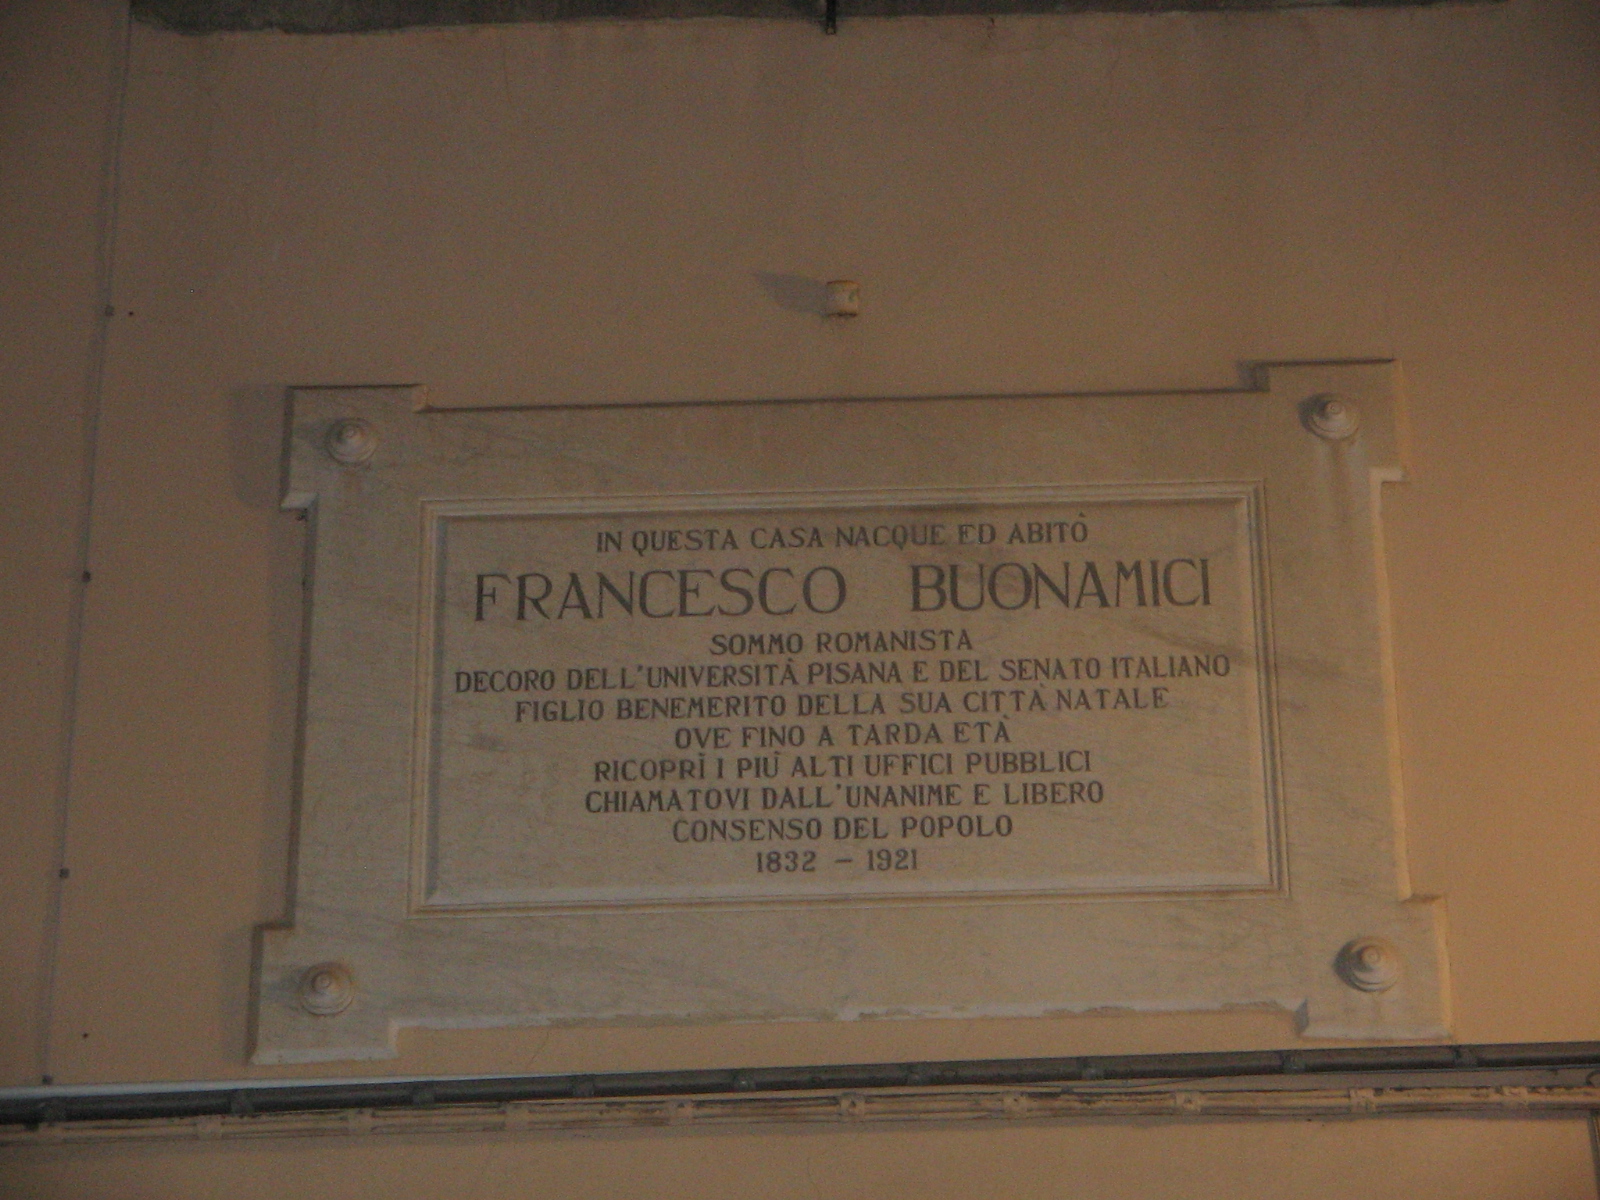 IN QUESTA CASA NACQUE ED ABITÒ
FRANCESCO BUONAMICI
SOMMO ROMANISTA
DECORO DELL'UNIVERSITÀ PISANA E DEL SENATO ITALIANO
FIGLIO BENEMERITO DELLA SUA CITTÀ NATALE
OVE FINO A TARDA ETÀ
RICOPRÌ I PIÙ ALTI UFFICI PUBBLICI
CHIAMATOVI DALL'UNANIME E LIBERO
CONSENSO DEL POPOLO
1832 – 1921